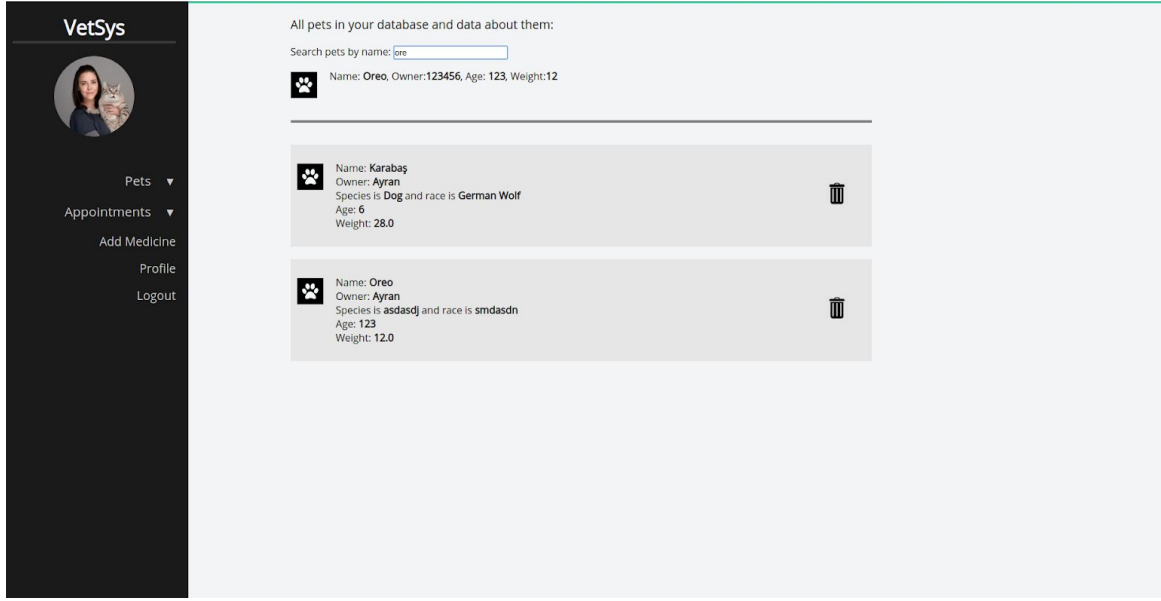 VetSys
Pets ▼
Appointments ▼
Add Medicine
Profile
Logout
All pets in your database and data about them:
Search pets by name: ore
Name: Oreo, Owner:123456, Age: 123, Weight:12
Name: Karabaş
Owner: Ayran
Species is Dog and race is German Wolf
Age: 6
Weight: 28.0
Name: Oreo
Owner: Ayran
Species is asdasdj and race is smdasdn
Age: 123
Weight: 12.0